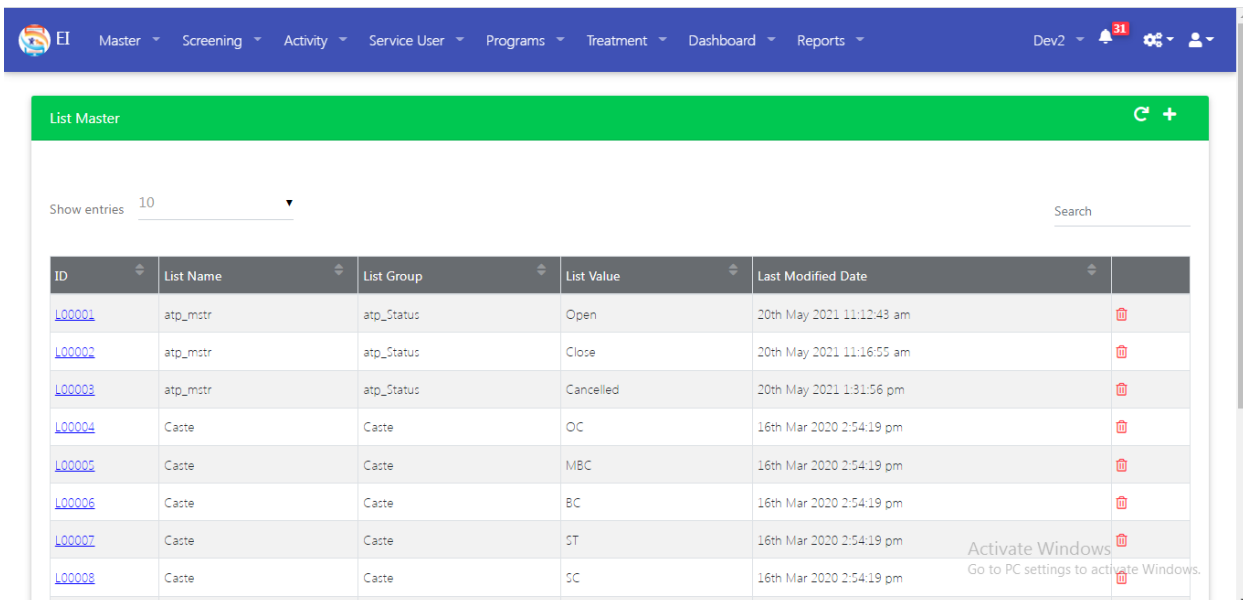 EI Master Screening Activity Service User Programs Treatment Dashboard Reports Dev2 31
List Master
Show entries 10 Search
ID List Name List Group List Value Last Modified Date
L00001 atp_mstr atp_Status Open 20th May 2021 11:12:43 am
L00002 atp_mstr atp_Status Close 20th May 2021 11:16:55 am
L00003 atp_mstr atp_Status Cancelled 20th May 2021 1:31:56 pm
L00004 Caste Caste OC 16th Mar 2020 2:54:19 pm
L00005 Caste Caste MBC 16th Mar 2020 2:54:19 pm
L00006 Caste Caste BC 16th Mar 2020 2:54:19 pm
L00007 Caste Caste ST 16th Mar 2020 2:54:19 pm
L00008 Caste Caste SC 16th Mar 2020 2:54:19 pm
Activate Windows
Go to PC settings to activate Windows.